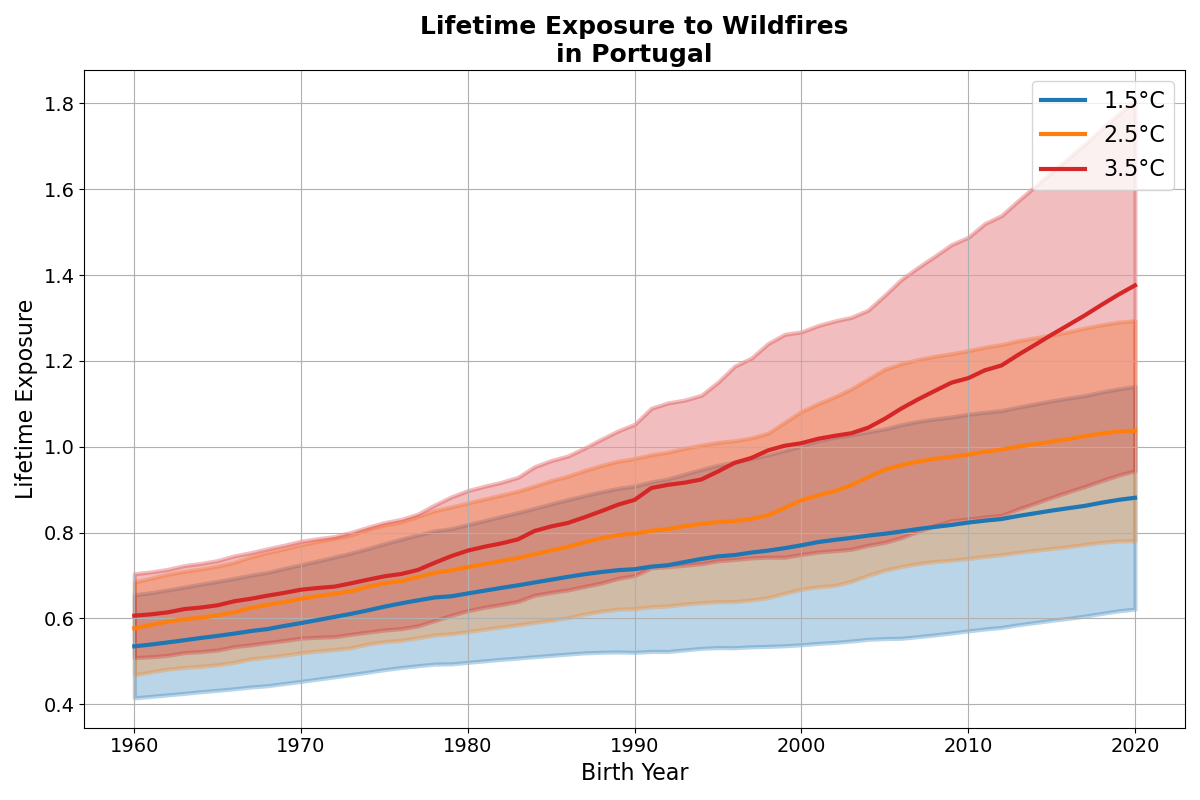 Lifetime Exposure to Wildfires
in Portugal
1.5°C
2.5°C
3.5°C
Lifetime Exposure
1.8
1.6
1.4
1.2
1.0
0.8
0.6
0.4
1960 1970 1980 1990 2000 2010 2020
Birth Year